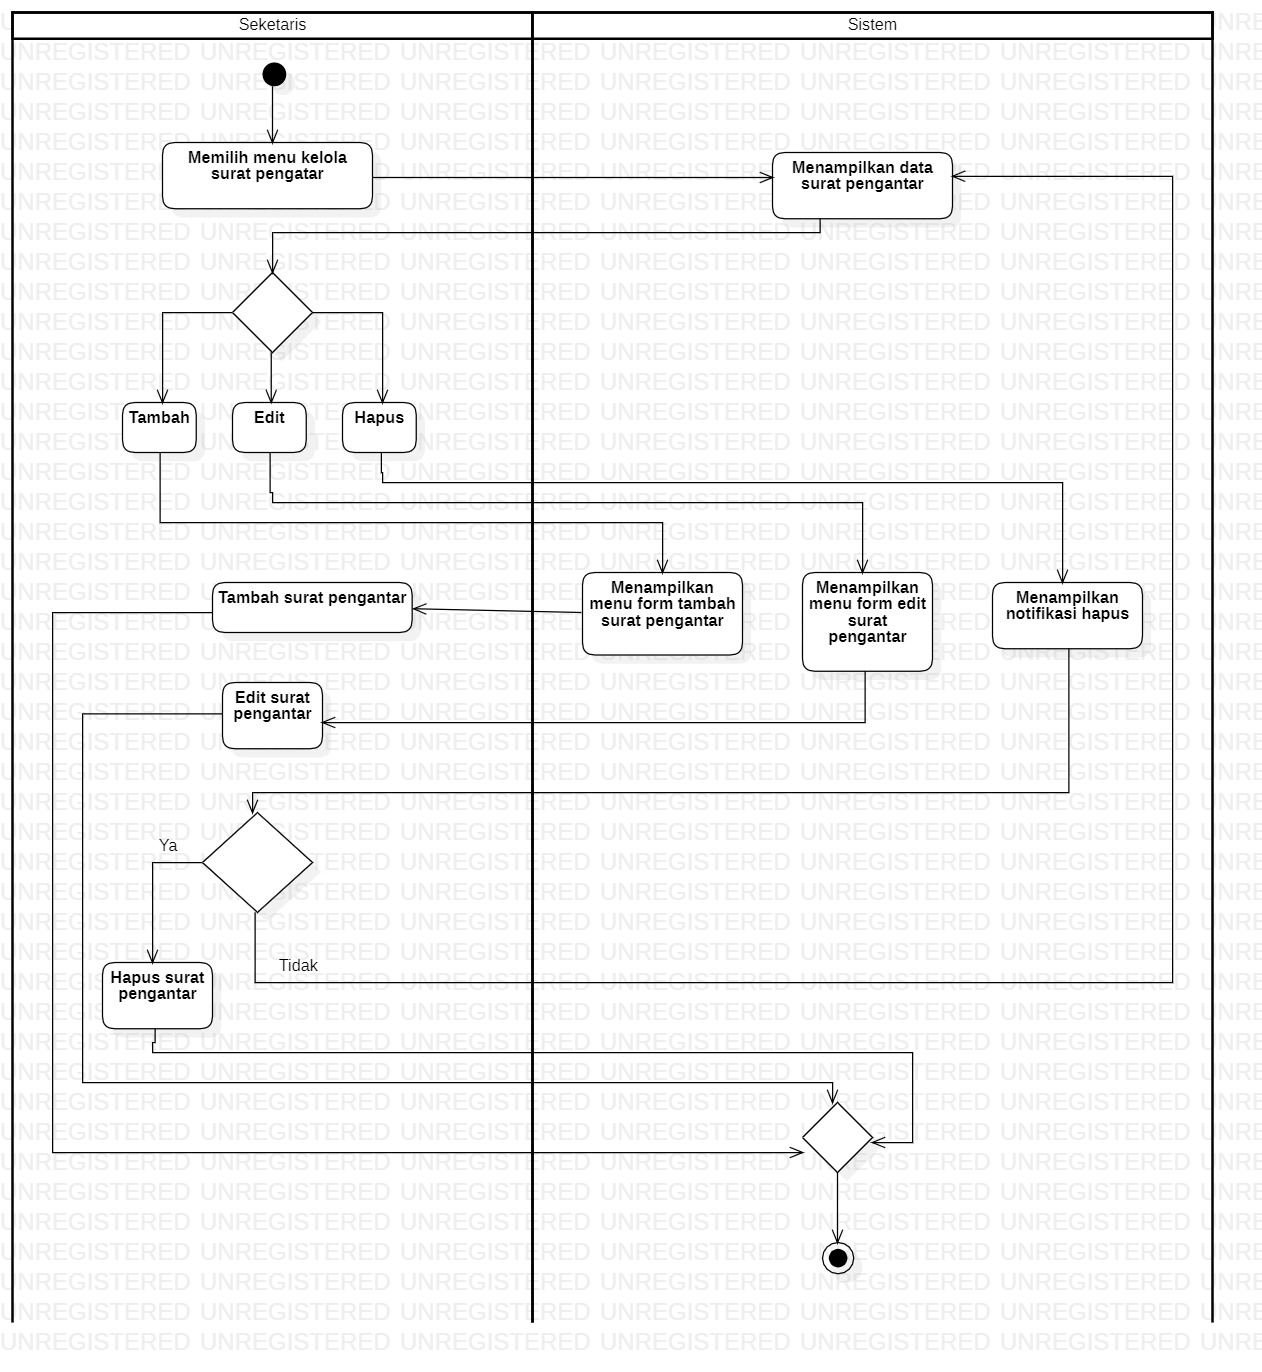 Seketaris
Sistem
Memilih menu kelola
surat pengatar
Menampilkan data
surat pengantar
Tambah
Edit
Hapus
Menampilkan
menu form tambah
surat pengantar
Menampilkan
menu form edit
surat
pengantar
Menampilkan
notifikasi hapus
Tambah surat pengantar
Edit surat
pengantar
Ya
Tidak
Hapus surat
pengantar
UNREGISTERED